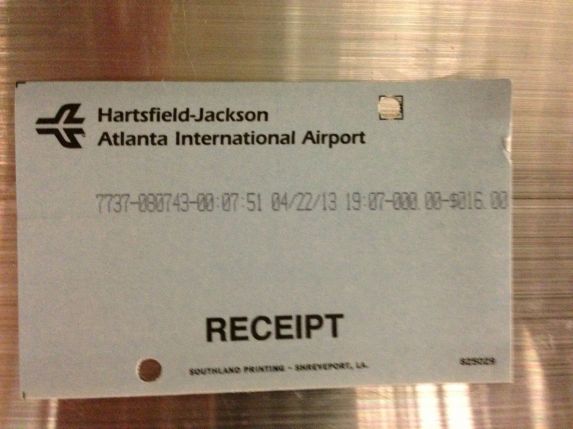 Hartsfield-Jackson
Atlanta International Airport
7737-080743-00:07:51 04/22/13 19:07-000.00-$016.00
RECEIPT
SOUTHLAND PRINTING - SHREVEPORT, LA.
825029